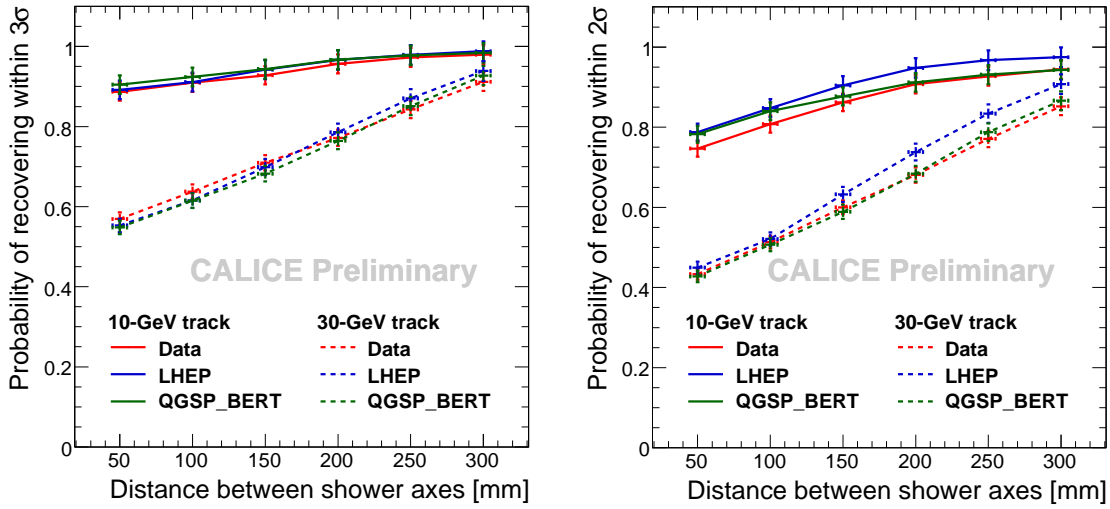 Probability of recovering within 3σ
1
0.8
0.6
0.4
0.2
0
CALICE Preliminary
10-GeV track 30-GeV track
Data Data
LHEP LHEP
QGSP_BERT QGSP_BERT
50 100 150 200 250 300
Distance between shower axes [mm]
Probability of recovering within 2σ
1
0.8
0.6
0.4
0.2
0
CALICE Preliminary
10-GeV track 30-GeV track
Data Data
LHEP LHEP
QGSP_BERT QGSP_BERT
50 100 150 200 250 300
Distance between shower axes [mm]